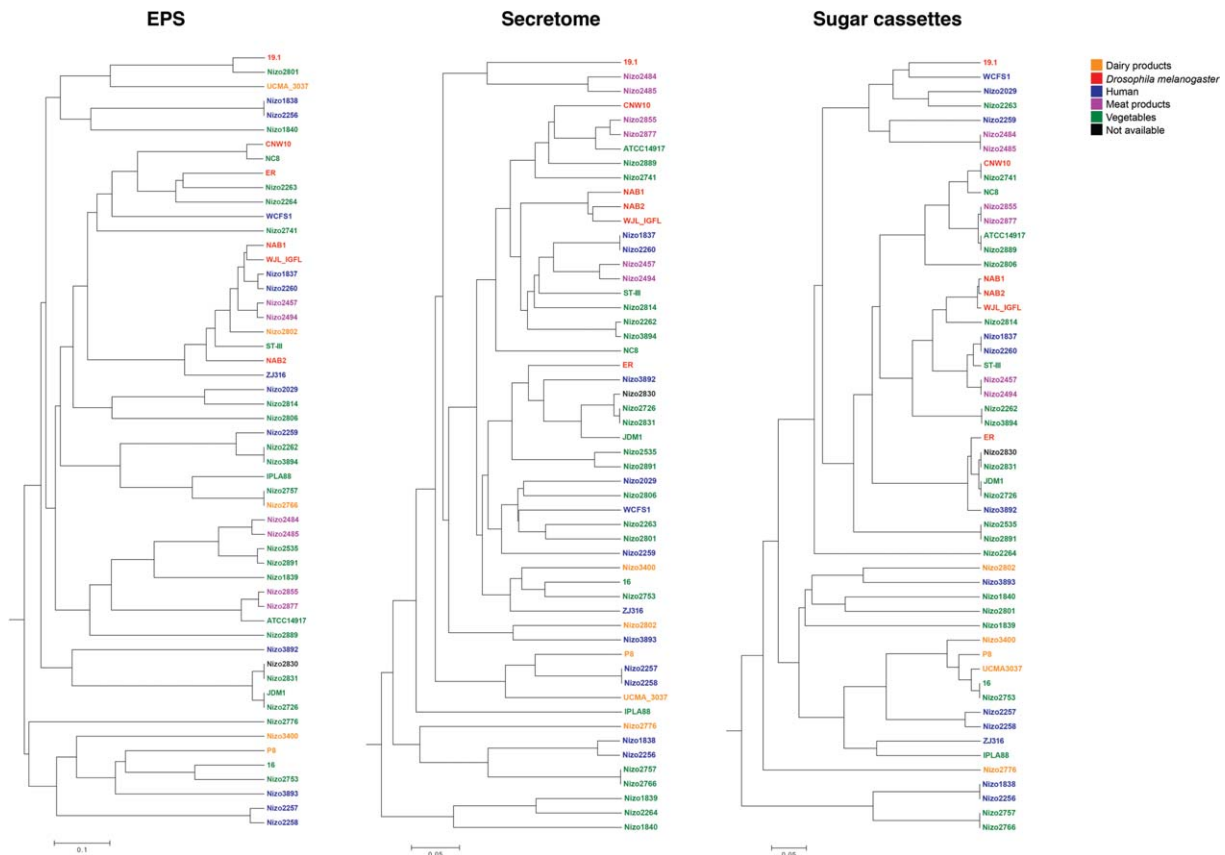 EPS
19.1
Nizo2801
UCMA_3037
Nizo1838
Nizo2256
Nizo1840
CNW10
NC8
ER
Nizo2263
Nizo2264
WCFS1
Nizo2741
NAB1
WJL_IGFL
Nizo1837
Nizo2260
Nizo2457
Nizo2494
Nizo2802
ST-III
NAB2
ZJ316
Nizo2029
Nizo2814
Nizo2806
Nizo2259
Nizo2262
Nizo3894
IPLA88
Nizo2757
Nizo2766
Nizo2484
Nizo2485
Nizo2535
Nizo2891
Nizo1839
Nizo2855
Nizo2877
ATCC14917
Nizo2889
Nizo3892
Nizo2830
Nizo2831
JDM1
Nizo2726
Nizo2776
Nizo3400
P8
16
Nizo2753
Nizo3893
Nizo2257
Nizo2258
0.1
Secretome
19.1
Nizo2484
Nizo2485
CNW10
Nizo2855
Nizo2877
ATCC14917
Nizo2889
Nizo2741
NAB1
NAB2
WJL_IGFL
Nizo1837
Nizo2260
Nizo2457
Nizo2494
ST-III
Nizo2814
Nizo2262
Nizo3894
NC8
ER
Nizo3892
Nizo2830
Nizo2726
Nizo2831
JDM1
Nizo2535
Nizo2891
Nizo2029
Nizo2806
WCFS1
Nizo2263
Nizo2801
Nizo2259
Nizo3400
16
Nizo2753
ZJ316
Nizo2802
Nizo3893
P8
Nizo2257
Nizo2258
UCMA_3037
IPLA88
Nizo2776
Nizo1838
Nizo2256
Nizo2757
Nizo2766
Nizo1839
Nizo2264
Nizo1840
0.05
Sugar cassettes
19.1
WCFS1
Nizo2029
Nizo2263
Nizo2259
Nizo2484
Nizo2485
CNW10
Nizo2741
NC8
Nizo2855
Nizo2877
ATCC14917
Nizo2889
Nizo2806
NAB1
NAB2
WJL_IGFL
Nizo2814
Nizo1837
Nizo2260
ST-III
Nizo2457
Nizo2494
Nizo2262
Nizo3894
ER
Nizo2830
Nizo2831
JDM1
Nizo2726
Nizo3892
Nizo2535
Nizo2891
Nizo2264
Nizo2802
Nizo3893
Nizo1840
Nizo2801
Nizo1839
Nizo3400
P8
UCMA3037
16
Nizo2753
Nizo2257
Nizo2258
ZJ316
IPLA88
Nizo2776
Nizo1838
Nizo2256
Nizo2757
Nizo2766
0.05
Dairy products
Drosophila melanogaster
Human
Meat products
Vegetables
Not available